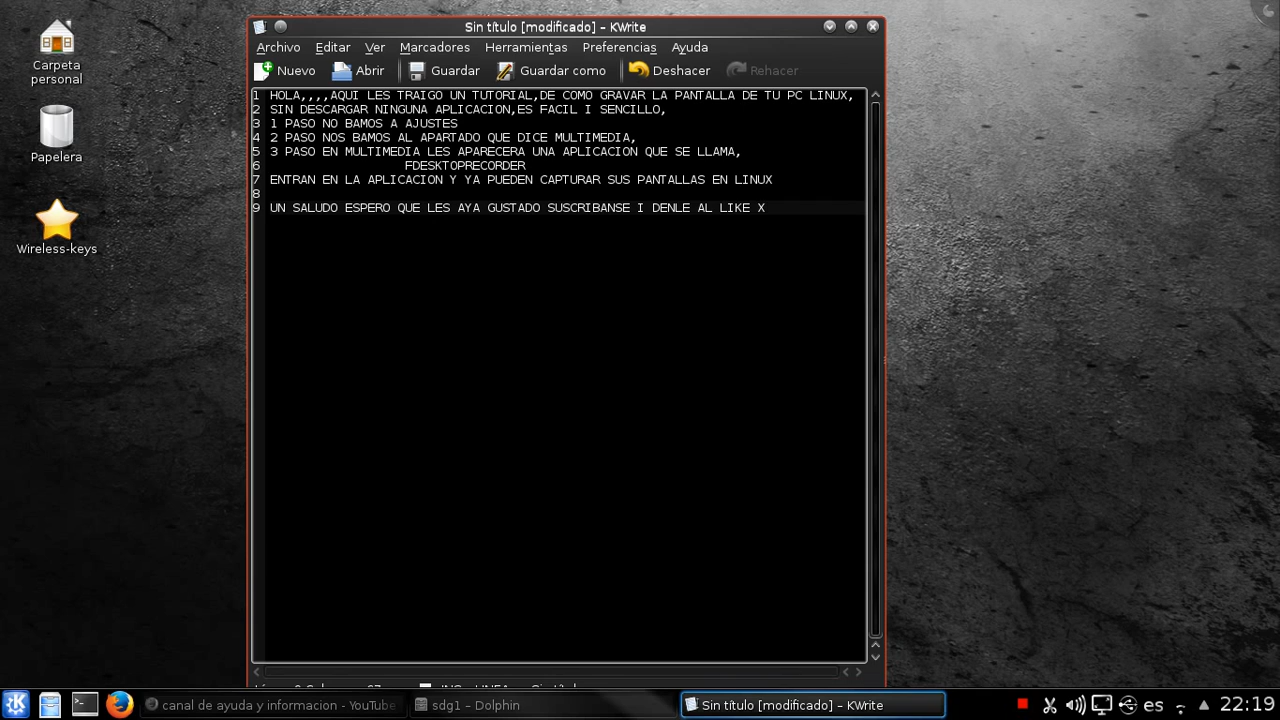 Sin título [modificado] – KWrite
Archivo Editar Ver Marcadores Herramientas Preferencias Ayuda
Nuevo Abrir Guardar Guardar como Deshacer Rehacer
1 HOLA,,,,AQUI LES TRAIGO UN TUTORIAL,DE COMO GRAVAR LA PANTALLA DE TU PC LINUX,
2 SIN DESCARGAR NINGUNA APLICACION,ES FACIL I SENCILLO,
3 1 PASO NO BAMOS A AJUSTES
4 2 PASO NOS BAMOS AL APARTADO QUE DICE MULTIMEDIA,
5 3 PASO EN MULTIMEDIA LES APARECERA UNA APLICACION QUE SE LLAMA,
6 FDESKTOPRECORDER
7 ENTRAN EN LA APLICACION Y YA PUEDEN CAPTURAR SUS PANTALLAS EN LINUX
8
9 UN SALUDO ESPERO QUE LES AYA GUSTADO SUSCRIBANSE I DENLE AL LIKE X
Carpeta
personal
Papelera
Wireless-keys
canal de ayuda y informacion - YouTube
sdg1 – Dolphin
Sin título [modificado] – KWrite
es
22:19